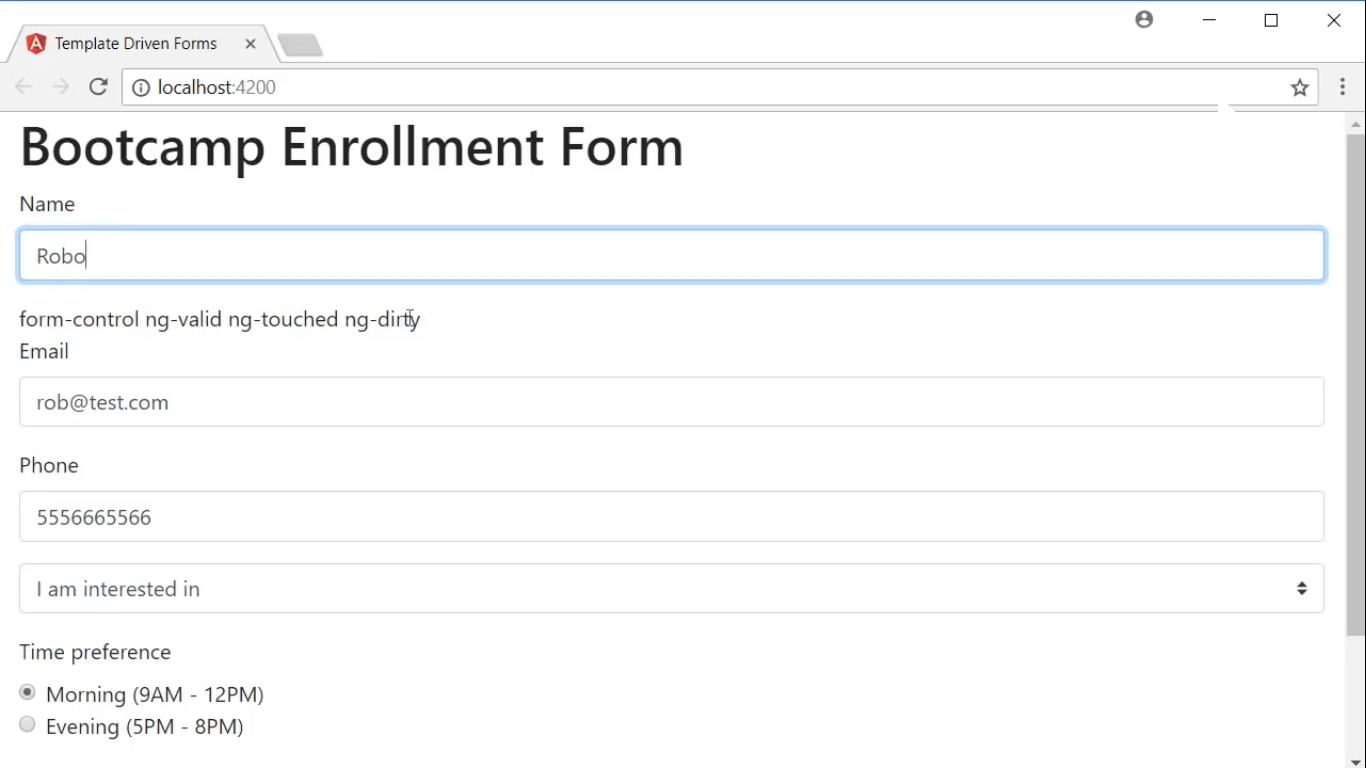 Template Driven Forms
localhost:4200
Bootcamp Enrollment Form
Name
Robo
form-control ng-valid ng-touched ng-dirty
Email
rob@test.com
Phone
5556665566
I am interested in
Time preference
Morning (9AM - 12PM)
Evening (5PM - 8PM)